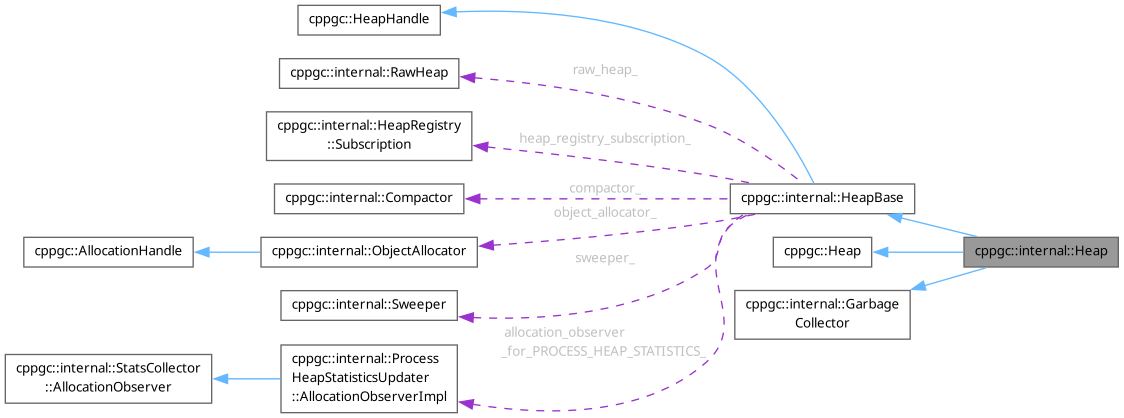 cppgc::HeapHandle
cppgc::internal::RawHeap
raw_heap_
cppgc::internal::HeapRegistry
::Subscription
heap_registry_subscription_
cppgc::internal::Compactor
compactor_
cppgc::internal::HeapBase
object_allocator_
cppgc::AllocationHandle
cppgc::internal::ObjectAllocator
cppgc::Heap
cppgc::internal::Heap
sweeper_
cppgc::internal::Sweeper
cppgc::internal::Garbage
Collector
allocation_observer
_for_PROCESS_HEAP_STATISTICS_
cppgc::internal::StatsCollector
::AllocationObserver
cppgc::internal::Process
HeapStatisticsUpdater
::AllocationObserverImpl